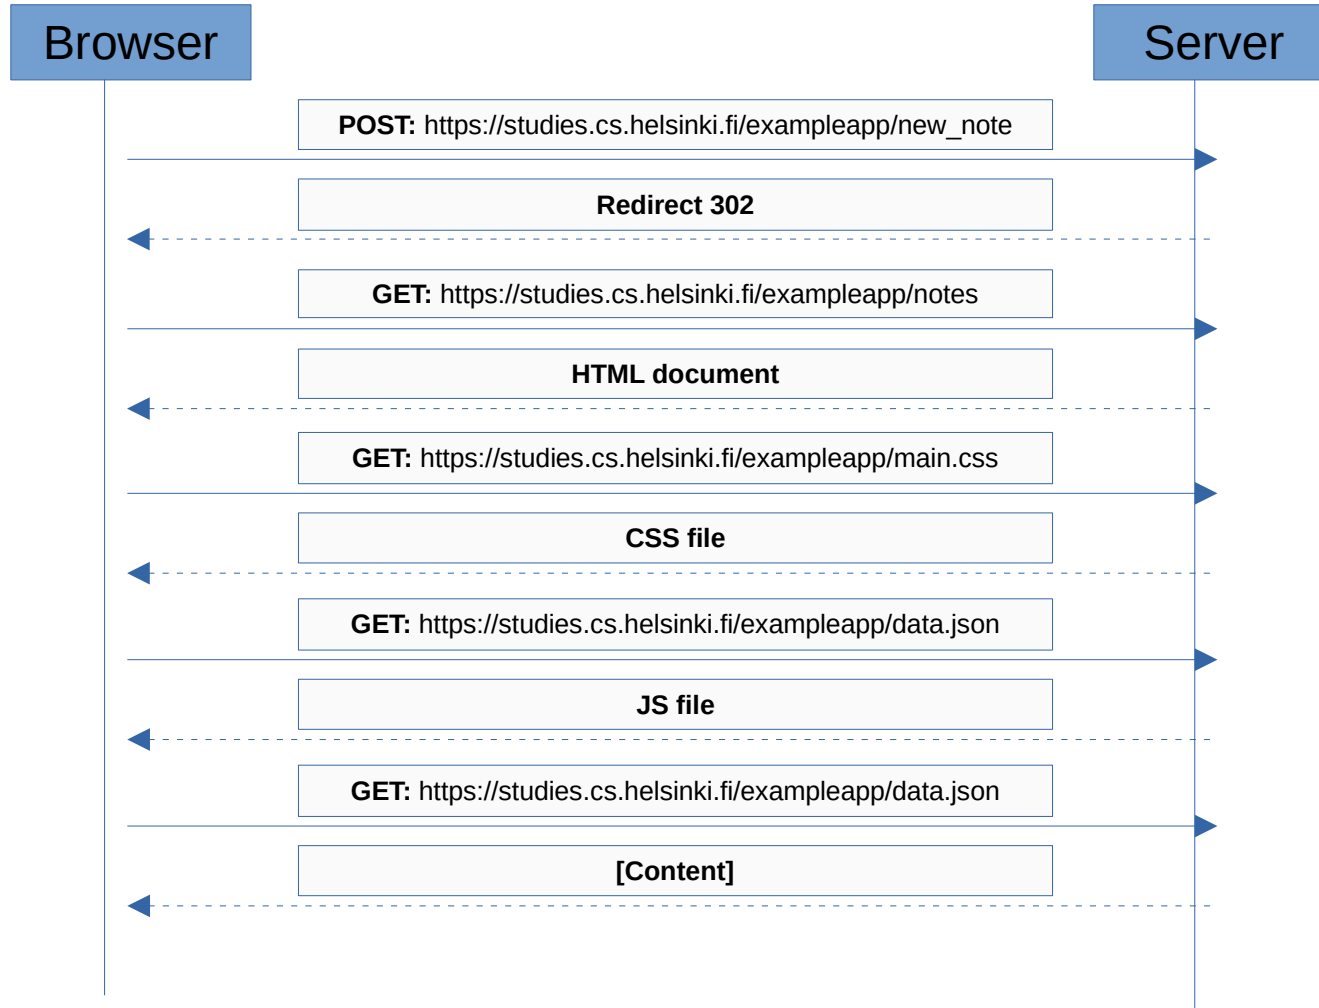 Browser
Server
POST: https://studies.cs.helsinki.fi/exampleapp/new_note
Redirect 302
GET: https://studies.cs.helsinki.fi/exampleapp/notes
HTML document
GET: https://studies.cs.helsinki.fi/exampleapp/main.css
CSS file
GET: https://studies.cs.helsinki.fi/exampleapp/data.json
JS file
GET: https://studies.cs.helsinki.fi/exampleapp/data.json
[Content]